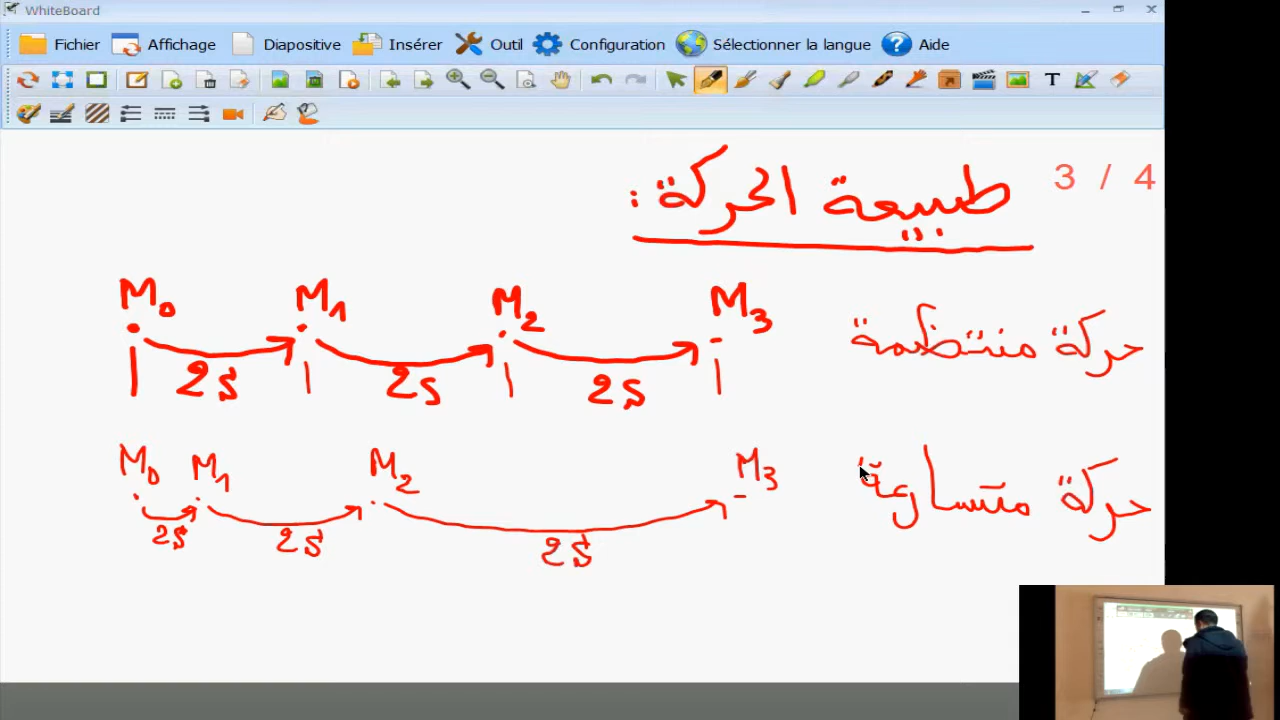 WhiteBoard
Fichier Affichage Diapositive Insérer Outil Configuration Sélectionner la langue Aide
3 / 4
طبيعة الحركة :
M0 M1 M2 M3
حركة منتظمة
2s 2s 2s
M0 M1 M2 M3
حركة متسارعة
2s 2s 2s